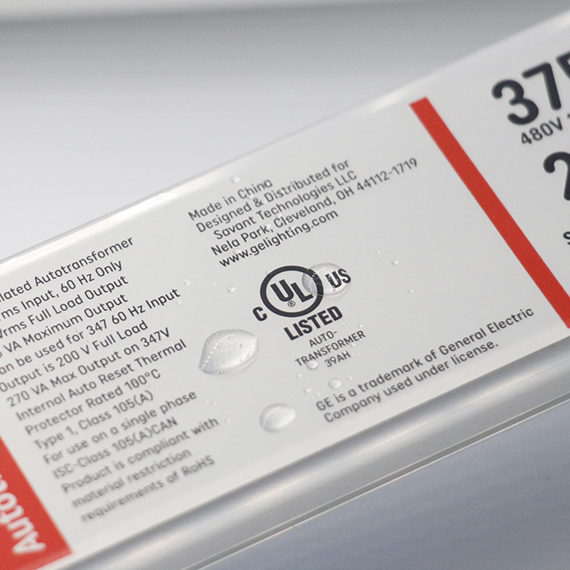 lated Autotransformer
rms Input, 60 Hz Only
Vrms Full Load Output
VA Maximum Output
an be used for 347 60 Hz Input
Output is 200 V Full Load
270 VA Max Output on 347V
Internal Auto Reset Thermal
Protector Rated 100°C
Type 1, Class 105(A)
For use on a single phase
ISC-Class 105(A)CAN
Product is compliant with
material restriction
requirements of RoHS
Made in China
Designed & Distributed for
Savant Technologies LLC
Nela Park, Cleveland, OH 44112-1719
www.gelighting.com
C UL US
®
LISTED
AUTO-
TRANSFORMER
39AH
GE is a trademark of General Electric
Company used under license.
37
480V
2
S
Auto